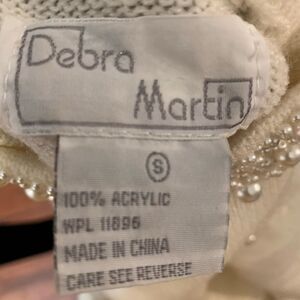 Debra
Martin
S
100% ACRYLIC
WPL 11896
MADE IN CHINA
CARE SEE REVERSE